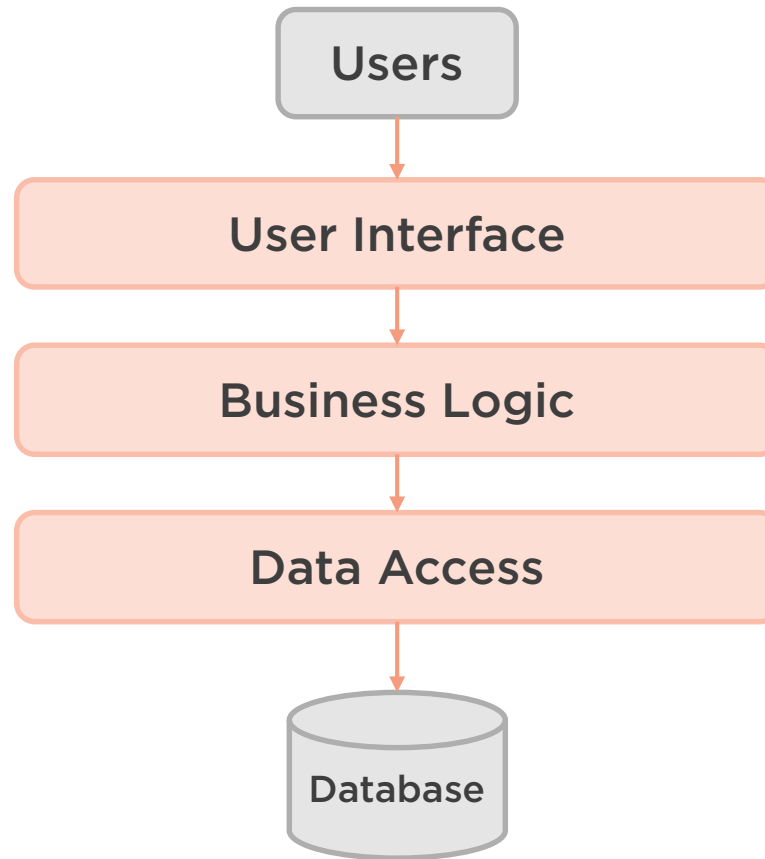 Users
User Interface
Business Logic
Data Access
Database